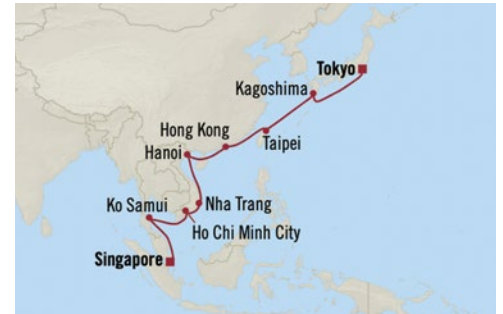 Tokyo
Kagoshima
Hong Kong
Taipei
Hanoi
Ko Samui
Nha Trang
Ho Chi Minh City
Singapore